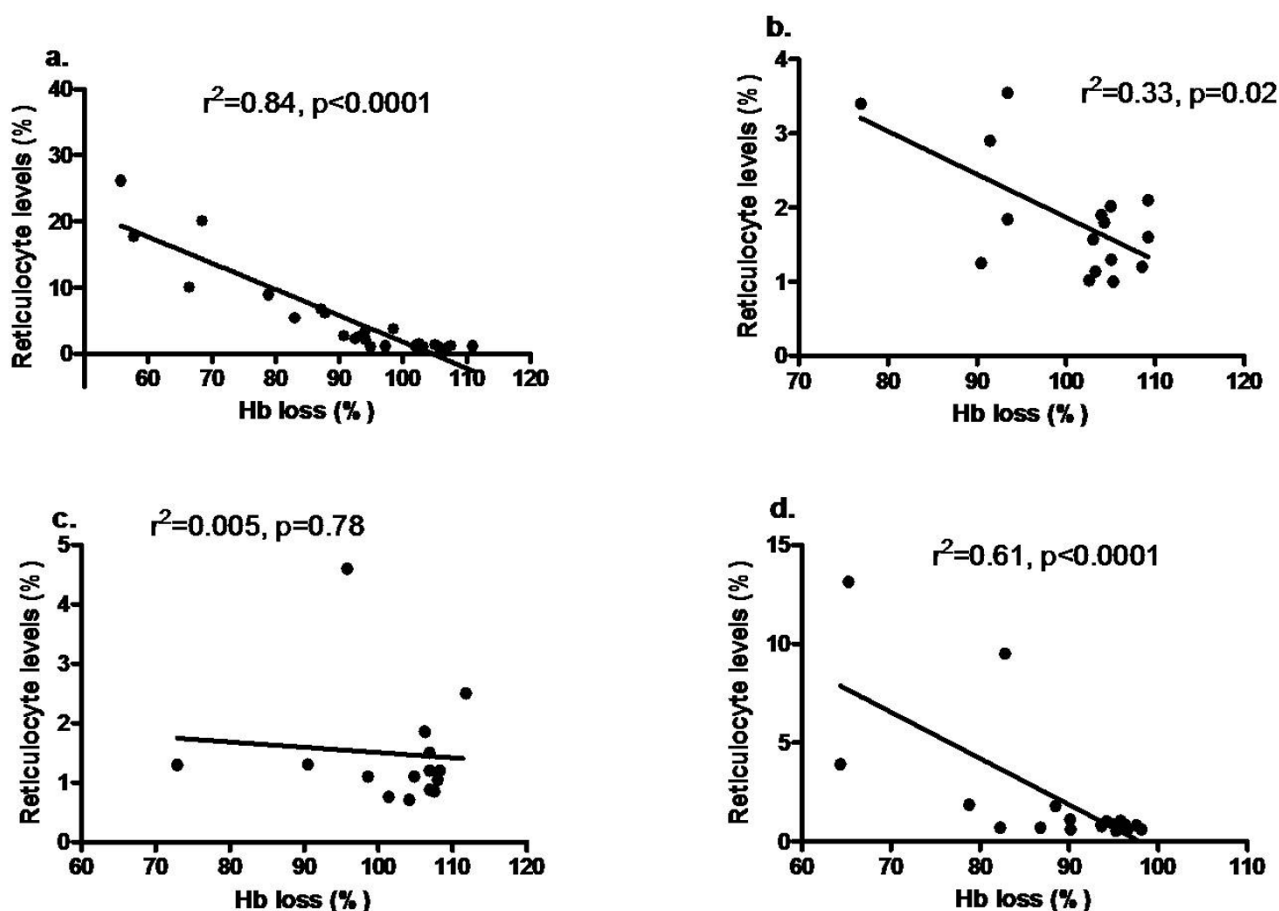 a.
r²=0.84, p<0.0001
Reticulocyte levels (%)
40
30
20
10
0
60 70 80 90 100 110 120
Hb loss (%)
b.
r²=0.33, p=0.02
Reticulocyte levels (%)
4
3
2
1
0
70 80 90 100 110 120
Hb loss (%)
c.
r²=0.005, p=0.78
Reticulocyte levels (%)
5
4
3
2
1
0
60 70 80 90 100 110 120
Hb loss (%)
d.
r²=0.61, p<0.0001
Reticulocyte levels (%)
15
10
5
0
60 70 80 90 100 110
Hb loss (%)